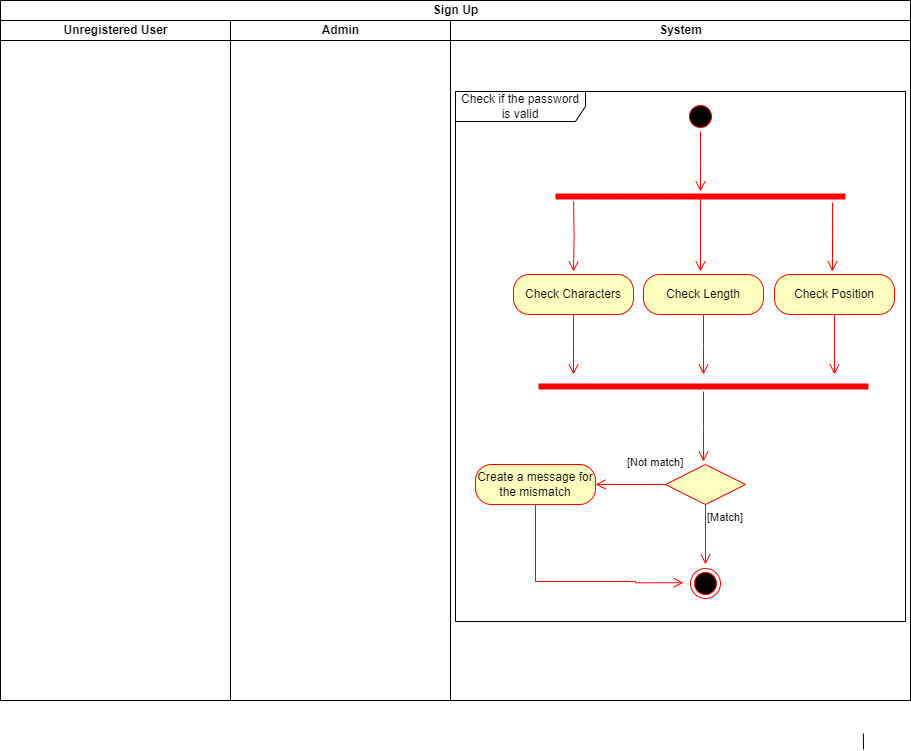 Sign Up
Unregistered User
Admin
System
Check if the password
is valid
Check Characters
Check Length
Check Position
[Not match]
Create a message for
the mismatch
[Match]